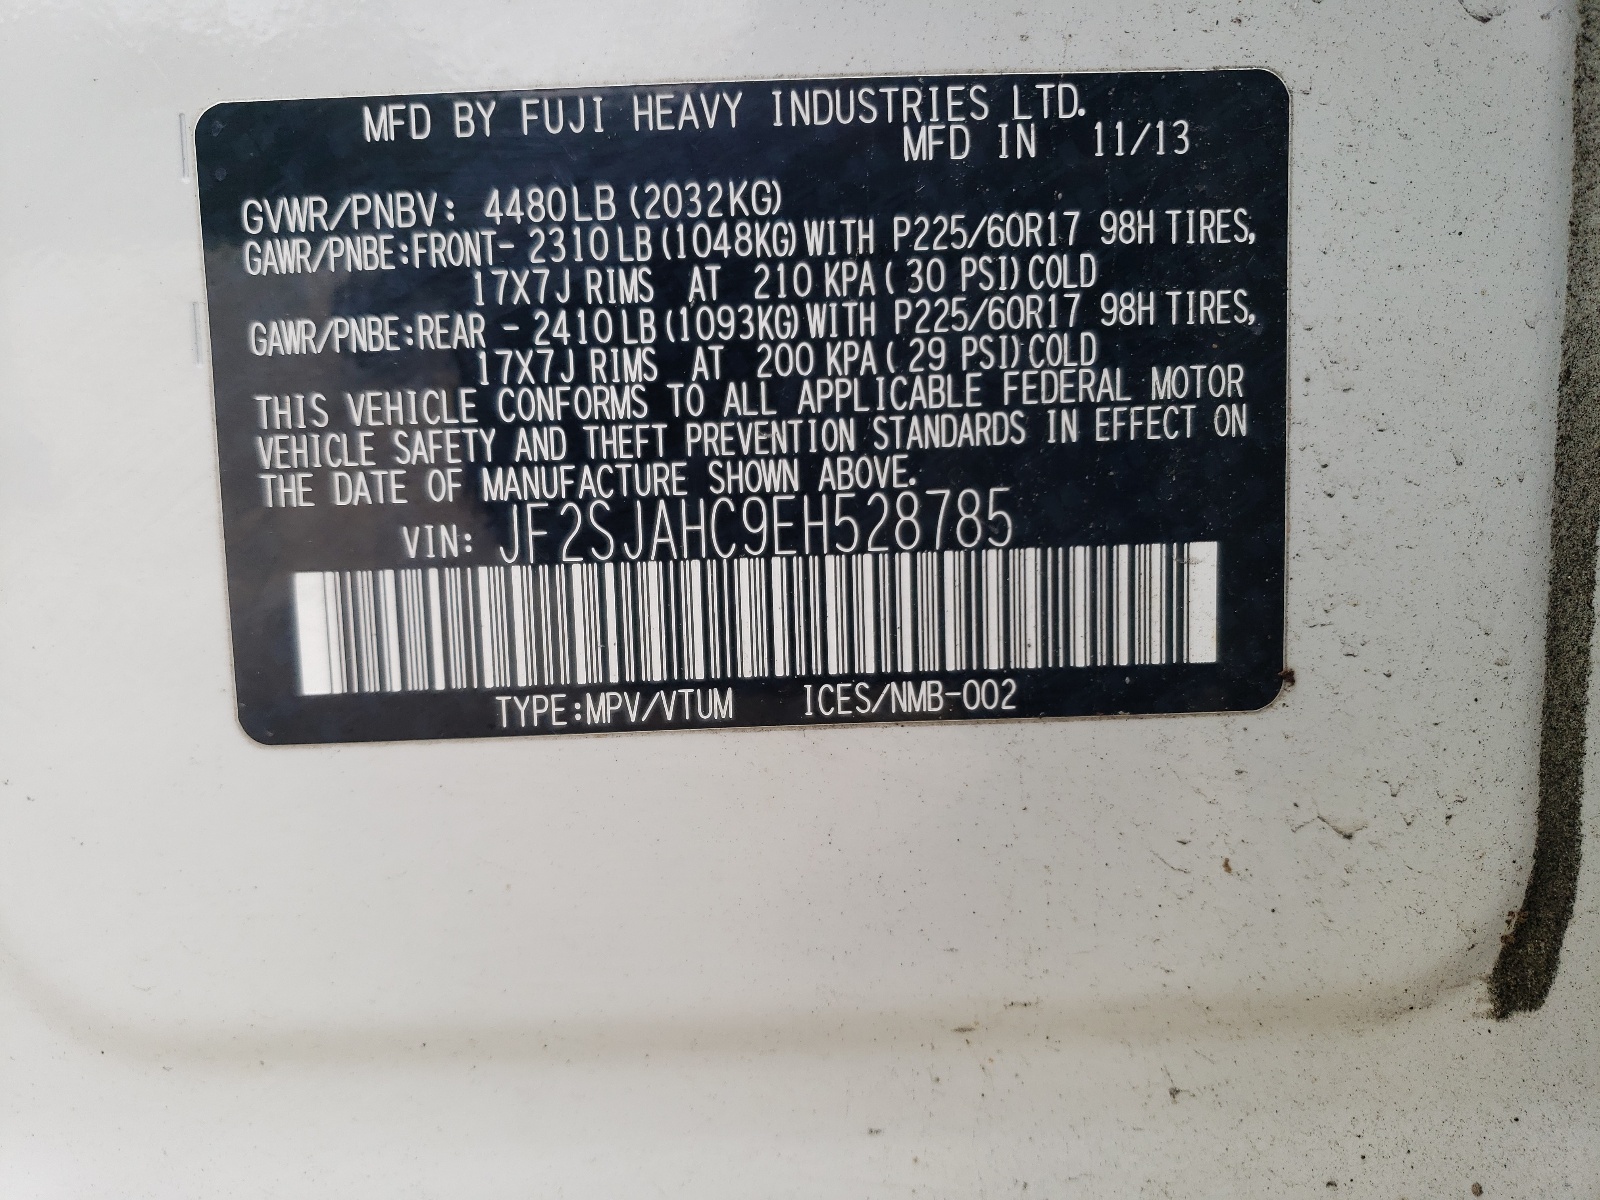 MFD BY FUJI HEAVY INDUSTRIES LTD.
MFD IN 11/13
GVWR/PNBV: 4480LB (2032KG)
GAWR/PNBE:FRONT- 2310LB (1048KG) WITH P225/60R17 98H TIRES,
17X7J RIMS AT 210 KPA ( 30 PSI) COLD
GAWR/PNBE:REAR - 2410LB (1093KG) WITH P225/60R17 98H TIRES,
17X7J RIMS AT 200 KPA ( 29 PSI) COLD
THIS VEHICLE CONFORMS TO ALL APPLICABLE FEDERAL MOTOR
VEHICLE SAFETY AND THEFT PREVENTION STANDARDS IN EFFECT ON
THE DATE OF MANUFACTURE SHOWN ABOVE.
VIN: JF2SJAHC9EH528785
TYPE:MPV/VTUM ICES/NMB-002